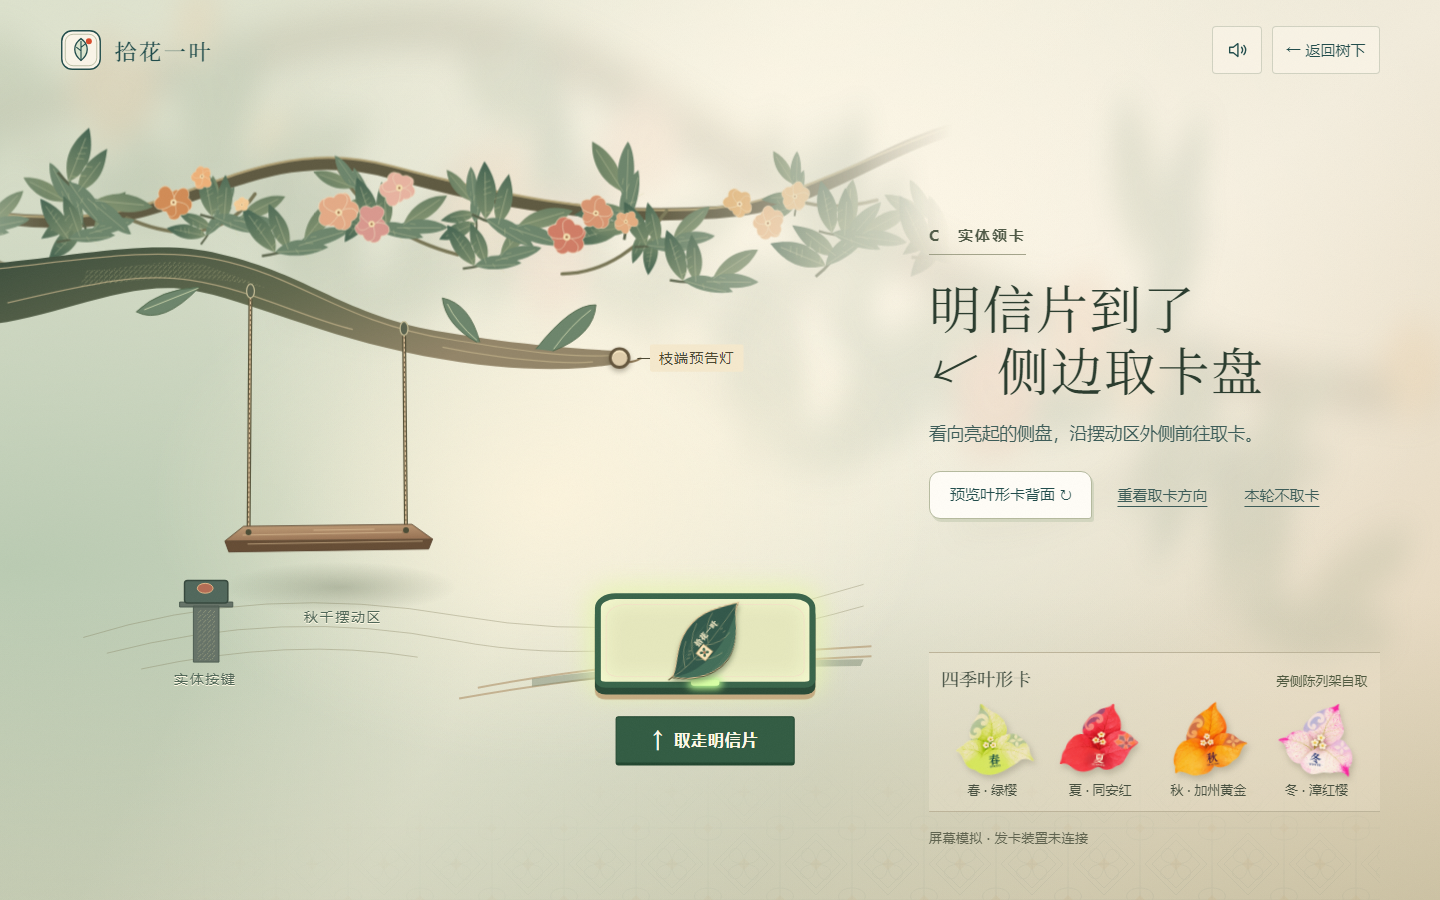 拾花一叶
← 返回树下
C 实体领卡
明信片到了
↙ 侧边取卡盘
看向亮起的侧盘，沿摆动区外侧前往取卡。
预览叶形卡背面 ↻
重看取卡方向
本轮不取卡
枝端预告灯
秋千摆动区
实体按键
拾花一叶
↑ 取走明信片
四季叶形卡
旁侧陈列架自取
春
夏
秋
冬
春 · 绿樱
夏 · 同安红
秋 · 加州黄金
冬 · 漳红樱
屏幕模拟 · 发卡装置未连接